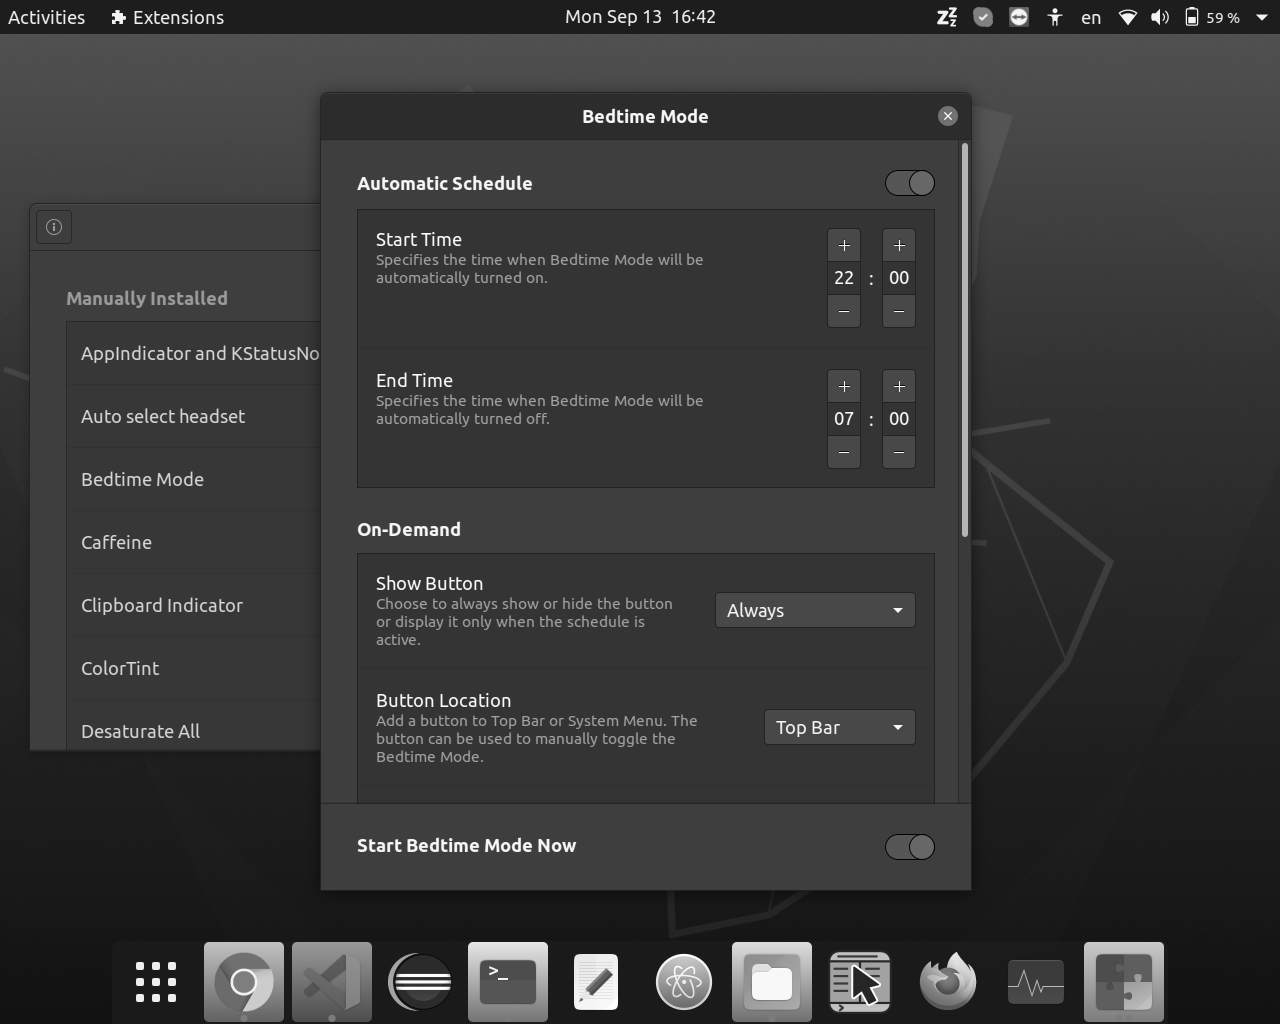 Activities
Extensions
Mon Sep 13 16:42
en
59 %
Bedtime Mode
Automatic Schedule
Start Time
Specifies the time when Bedtime Mode will be
automatically turned on.
+ +
22 : 00
− −
End Time
Specifies the time when Bedtime Mode will be
automatically turned off.
+ +
07 : 00
− −
On-Demand
Show Button
Choose to always show or hide the button
or display it only when the schedule is
active.
Always
Button Location
Add a button to Top Bar or System Menu. The
button can be used to manually toggle the
Bedtime Mode.
Top Bar
Start Bedtime Mode Now
Manually Installed
AppIndicator and KStatusNo
Auto select headset
Bedtime Mode
Caffeine
Clipboard Indicator
ColorTint
Desaturate All